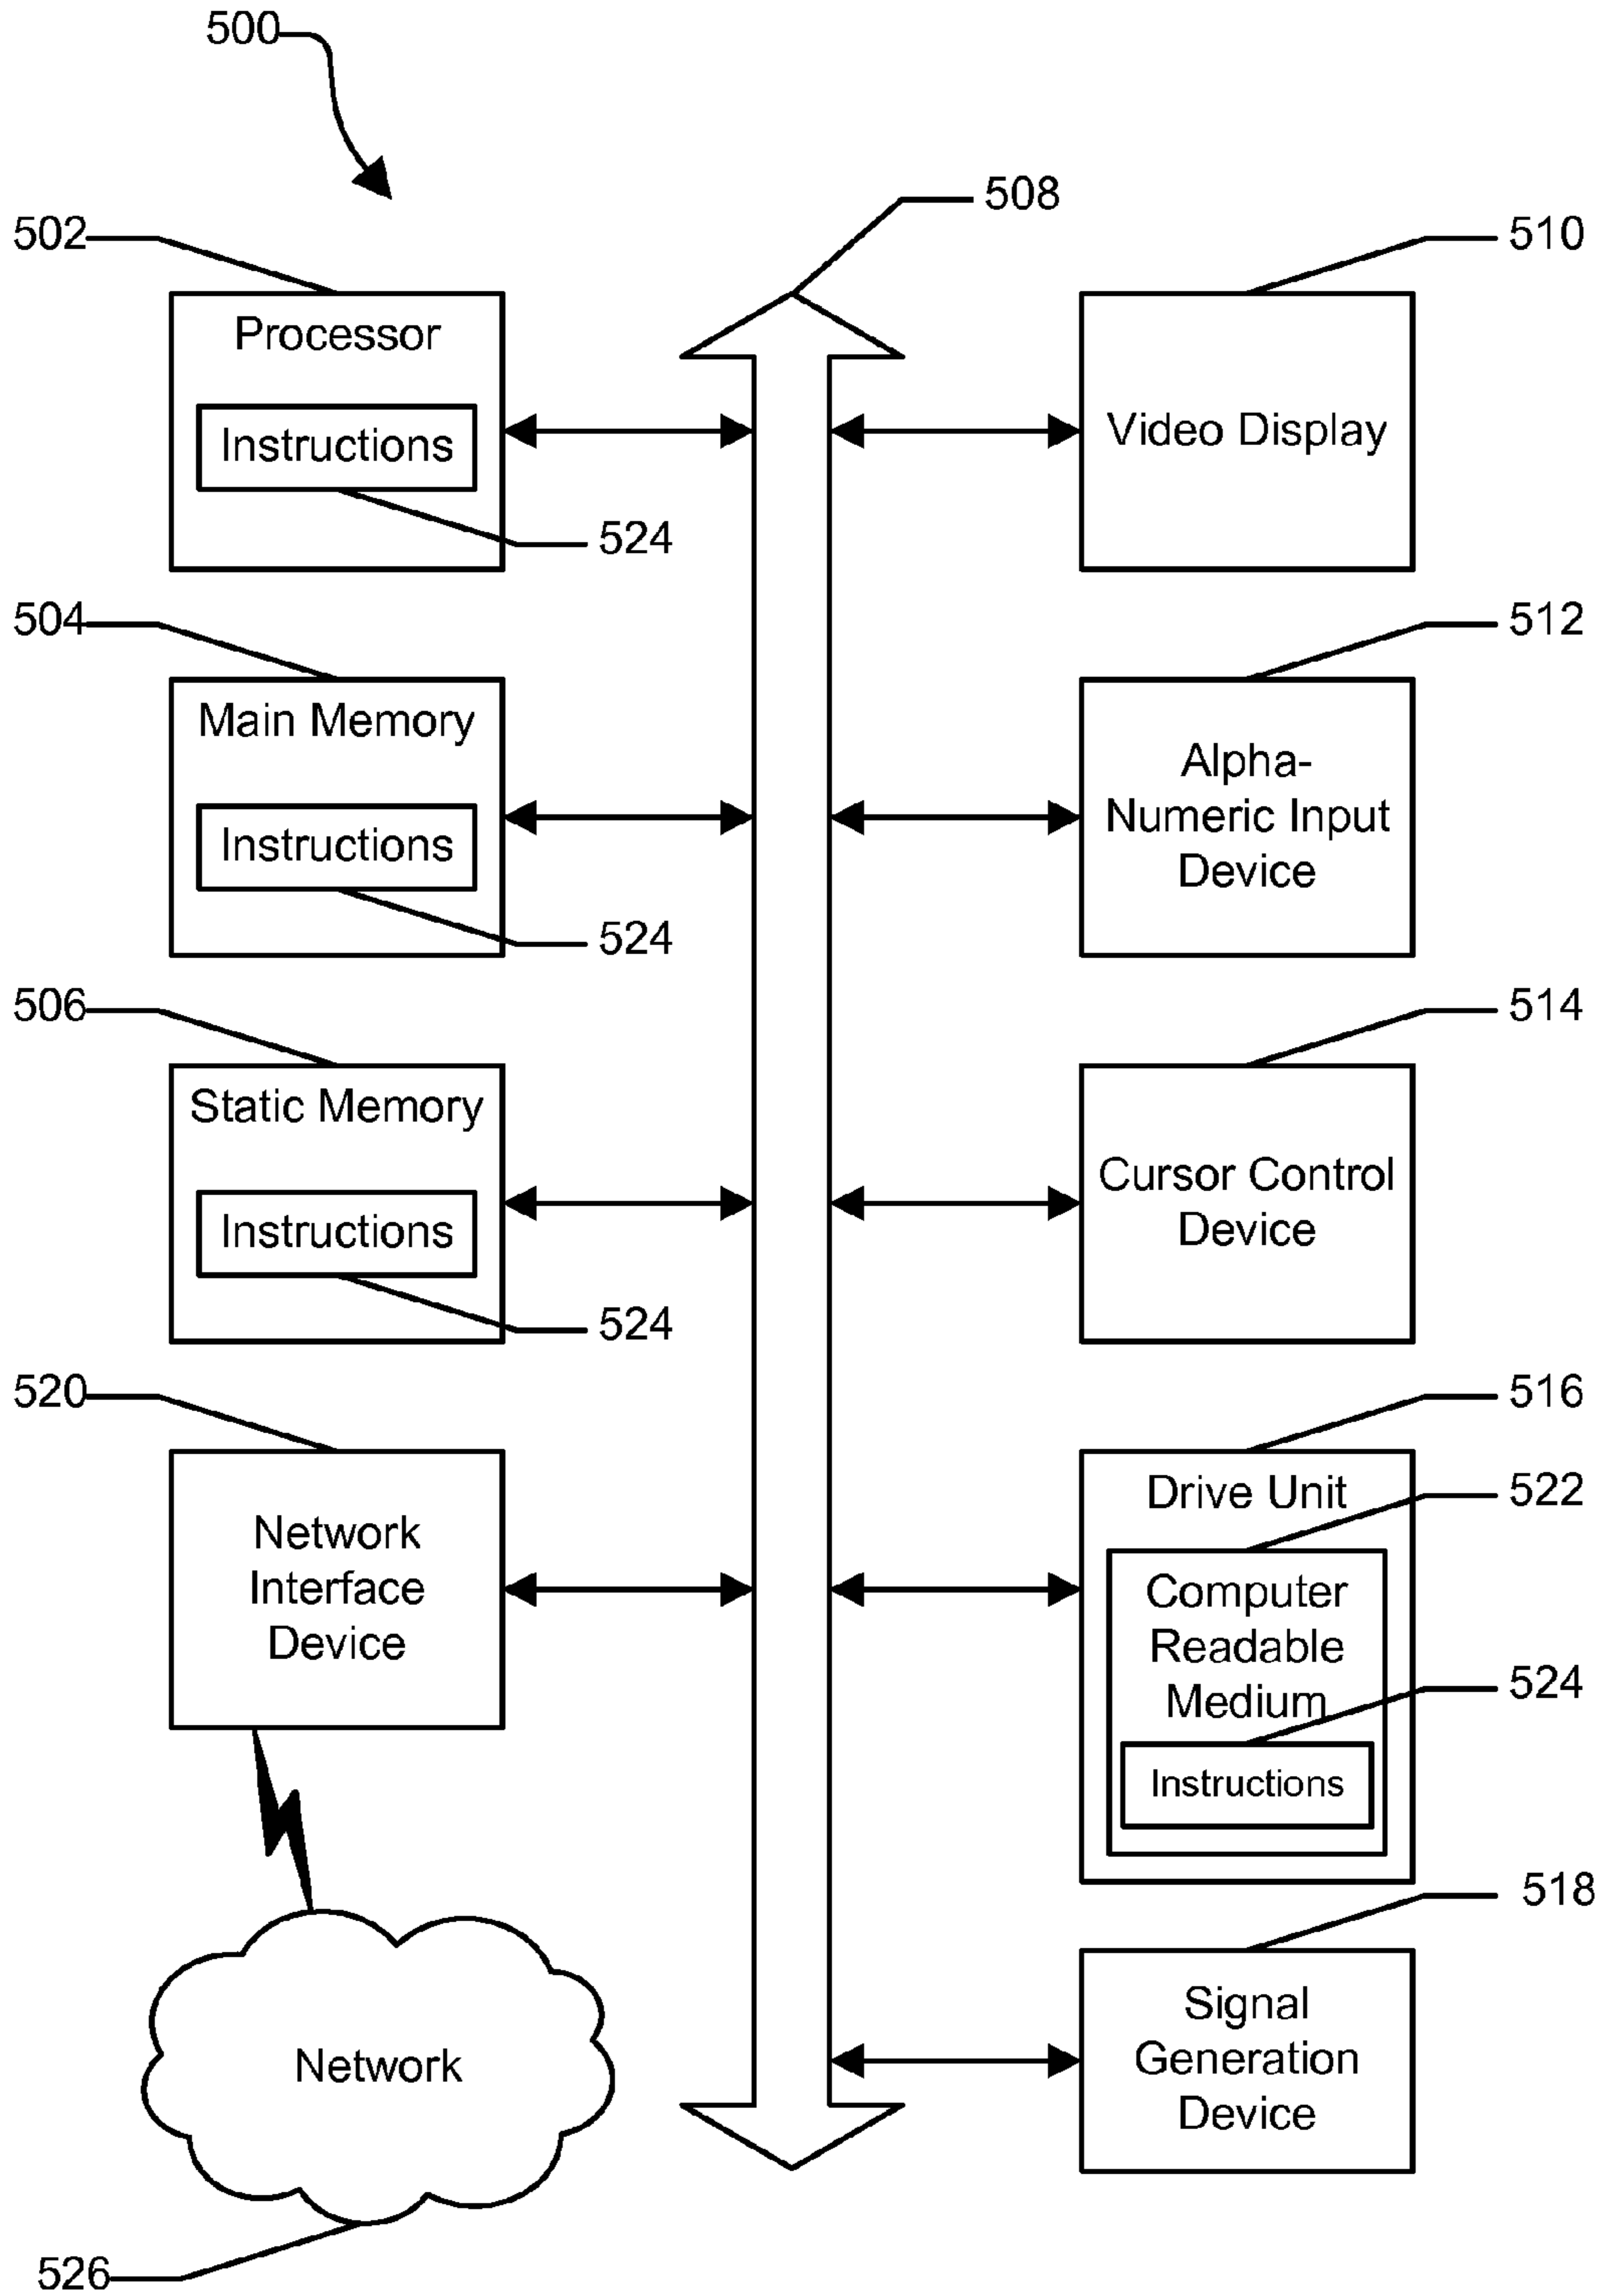 500
508
502
510
Processor
Instructions
524
Video Display
504
512
Main Memory
Instructions
524
Alpha-
Numeric Input
Device
506
514
Static Memory
Instructions
524
Cursor Control
Device
520
516
Network
Interface
Device
Drive Unit
522
Computer
Readable
Medium
524
Instructions
518
Signal
Generation
Device
Network
526